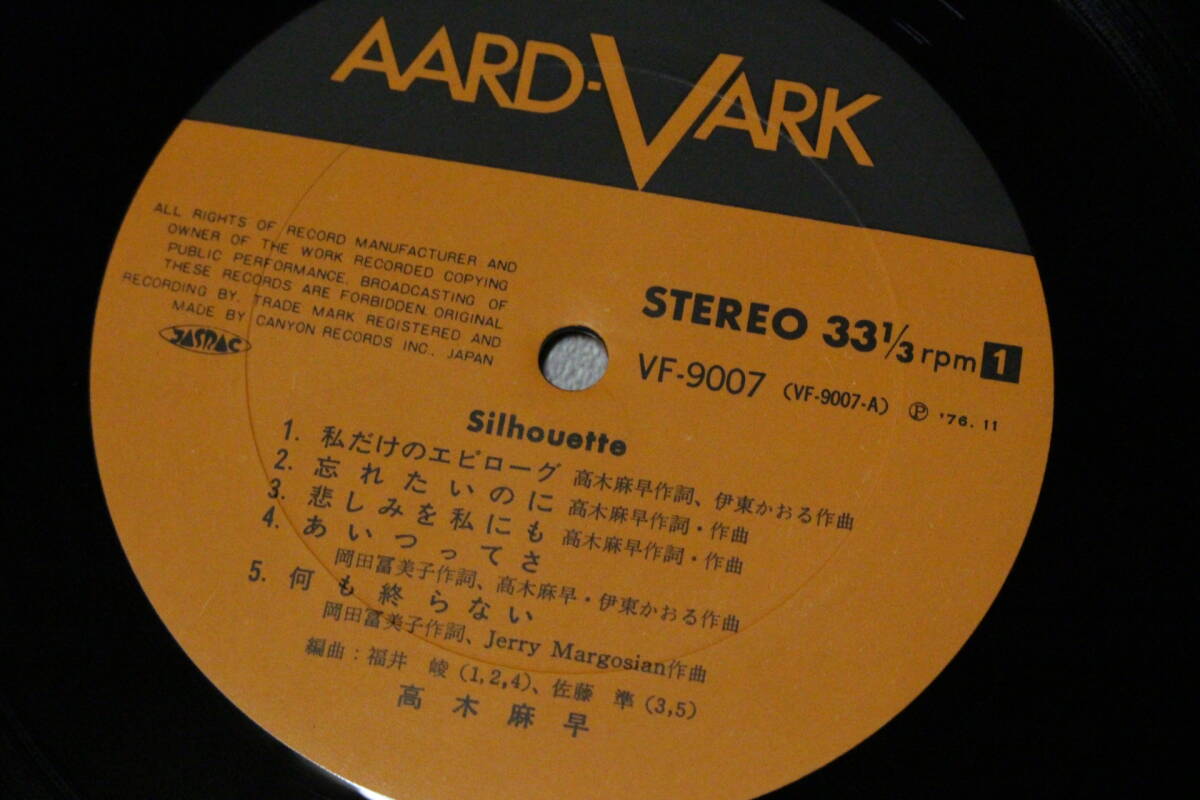 AARD-VARK
ALL RIGHTS OF RECORD MANUFACTURER AND
OWNER OF THE WORK RECORDED COPYING
PUBLIC PERFORMANCE, BROADCASTING OF
THESE RECORDS ARE FORBIDDEN. ORIGINAL
RECORDING BY, TRADE MARK REGISTERED AND
MADE BY CANYON RECORDS INC., JAPAN
JASRAC
STEREO 33 1/3 rpm 1
VF-9007 (VF-9007-A) Ⓟ '76. 11
Silhouette
1. 私だけのエピローグ 高木麻早作詞、伊東かおる作曲
2. 忘れたいのに 高木麻早作詞・作曲
3. 悲しみを私にも 高木麻早作詞・作曲
4. あいつってさ
岡田冨美子作詞、高木麻早・伊東かおる作曲
5. 何も終らない
岡田冨美子作詞、Jerry Margosian作曲
編曲：福井 峻 (1,2,4)、佐藤 準 (3,5)
高木麻早